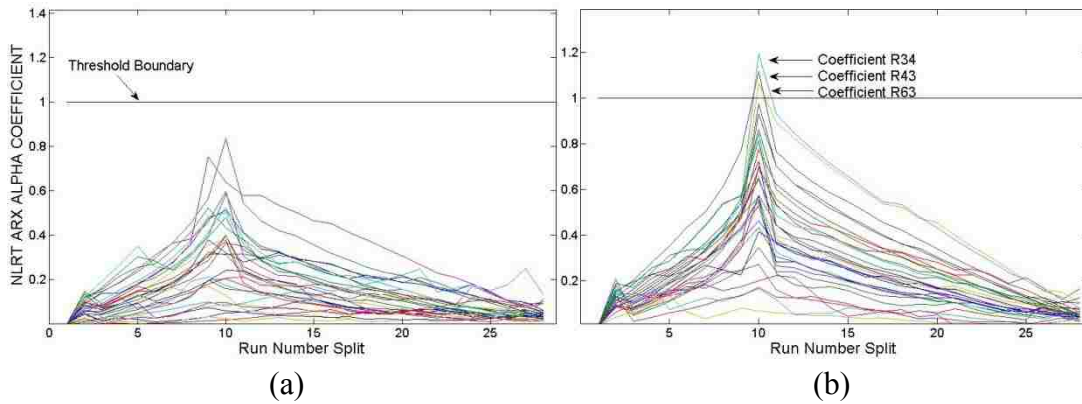 1.4
1.2
1
0.8
0.6
0.4
0.2
NLRT ARX ALPHA COEFFICIENT
Threshold Boundary
5 10 15 20 25
Run Number Split
(a)
1.2
1
0.8
0.6
0.4
0.2
Coefficient R34
Coefficient R43
Coefficient R63
5 10 15 20 25
Run Number Split
(b)